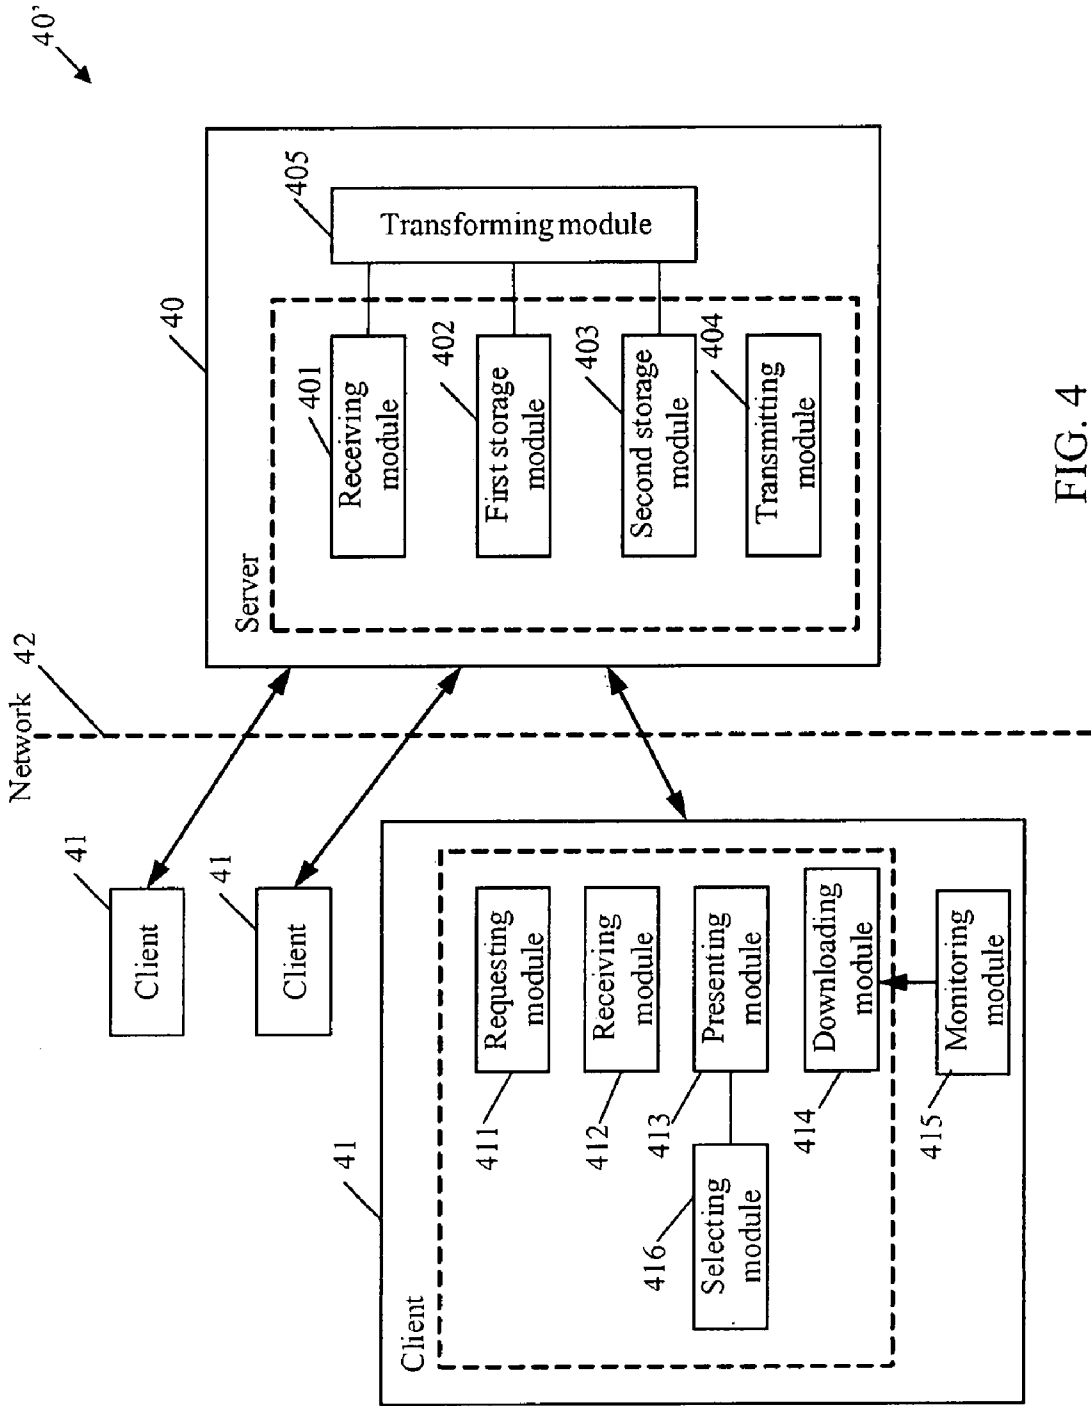 40'
Network
42
40
Server
401
Receiving
module
402
First storage
module
403
Second storage
module
404
Transmitting
module
405
Transforming module
41
Client
41
Client
41
Client
411
Requesting
module
412
Receiving
module
413
Presenting
module
414
Downloading
module
415
Monitoring
module
416
Selecting
module
FIG. 4